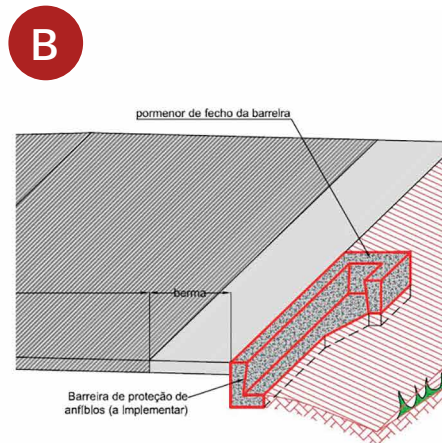 B
pormenor de fecho da barreira
berma
Barreira de proteção de
anfíbios (a implementar)